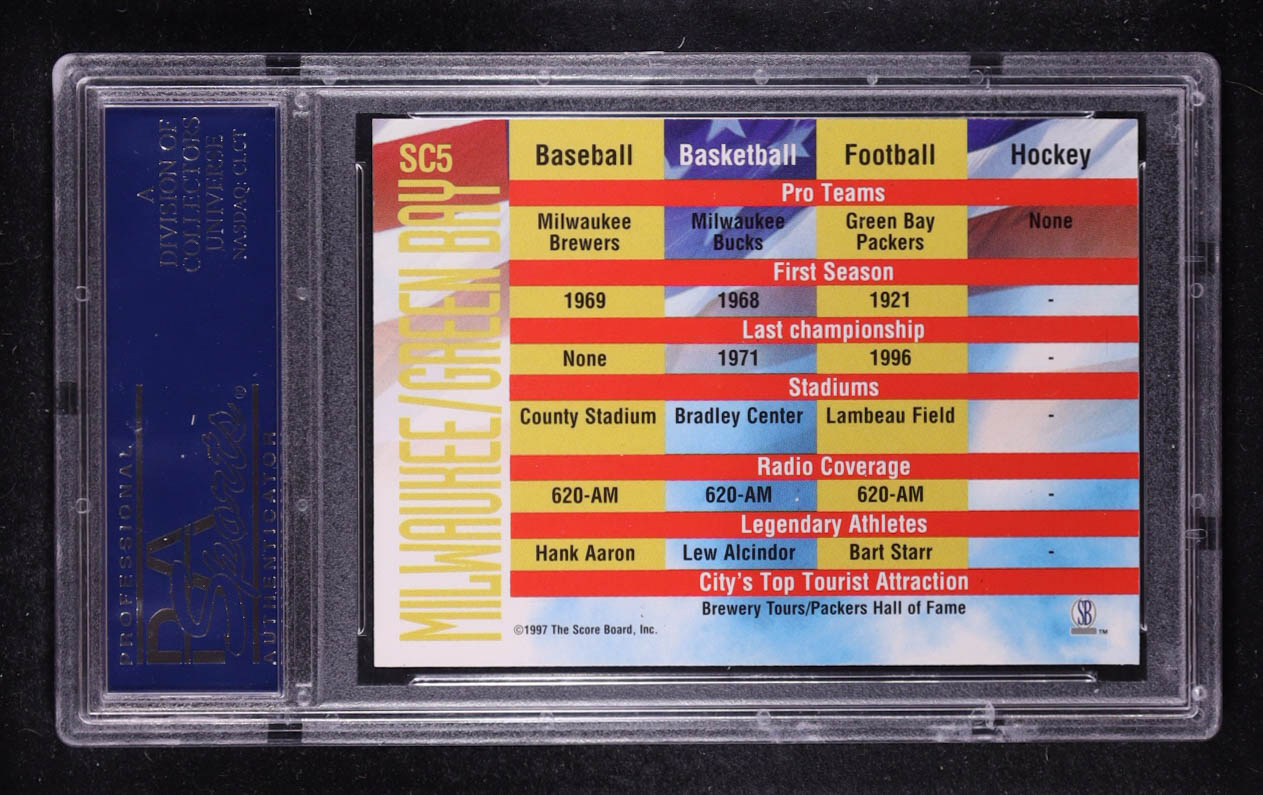 A
DIVISION OF
COLLECTORS
UNIVERSE
NASDAQ: CLCT
PROFESSIONAL
PSA
Sports®
AUTHENTICATOR
SC5
MILWAUKEE/GREEN BAY
Baseball Basketball Football Hockey
Pro Teams
Milwaukee Milwaukee Green Bay None
Brewers Bucks Packers
First Season
1969 1968 1921 -
Last championship
None 1971 1996 -
Stadiums
County Stadium Bradley Center Lambeau Field -
Radio Coverage
620-AM 620-AM 620-AM -
Legendary Athletes
Hank Aaron Lew Alcindor Bart Starr -
City's Top Tourist Attraction
Brewery Tours/Packers Hall of Fame
©1997 The Score Board, Inc.
SB
TM